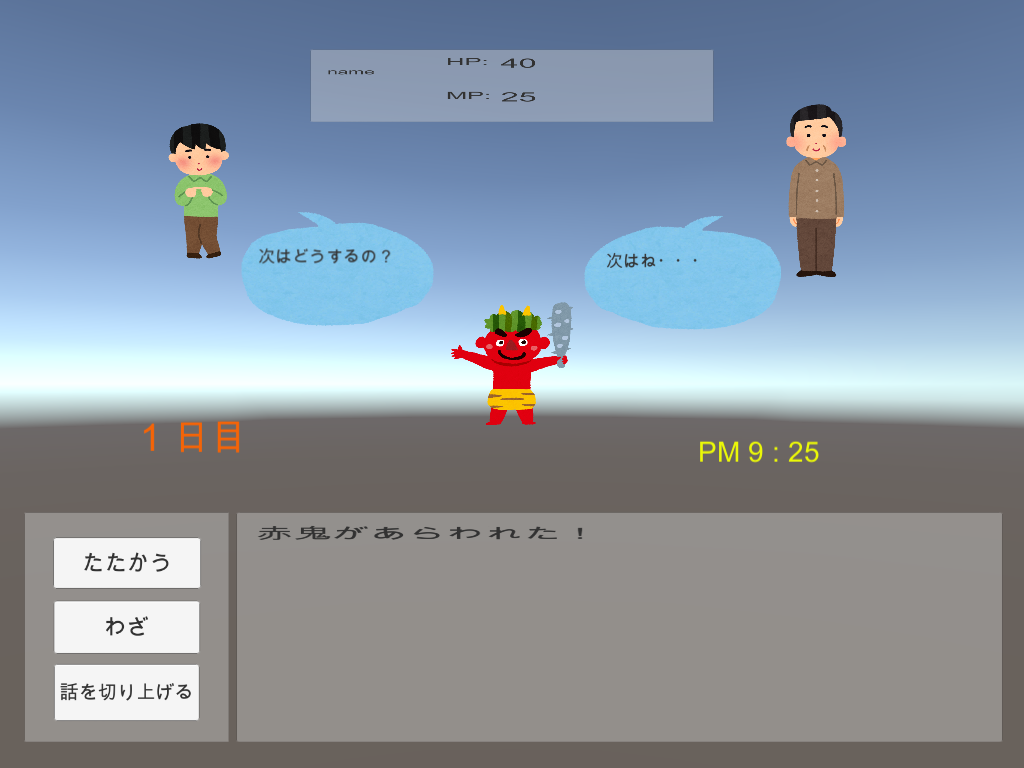 name
HP: 40
MP: 25
次はどうするの？
次はね・・・
1 日目
PM 9 : 25
たたかう
わざ
話を切り上げる
赤鬼があらわれた！